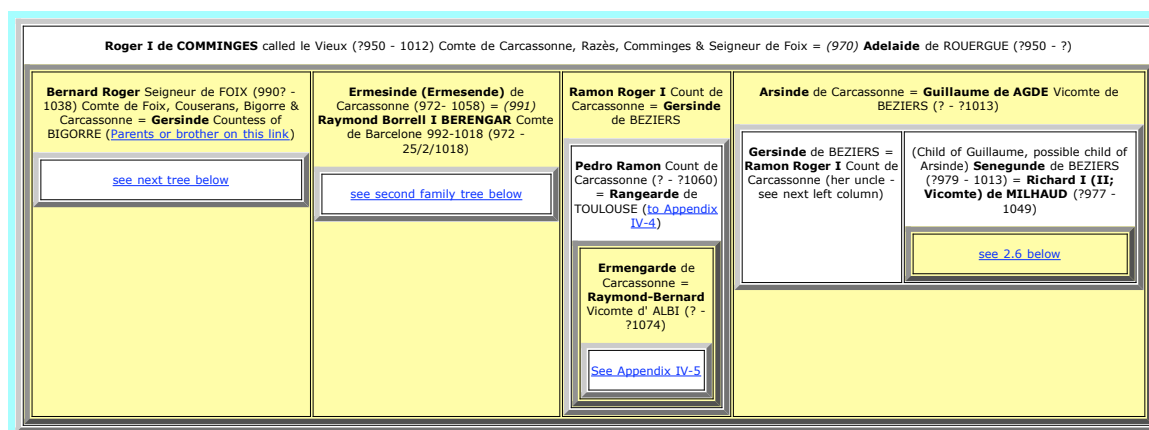 Roger I de COMMINGES called le Vieux (?950 - 1012) Comte de Carcassonne, Razès, Comminges & Seigneur de Foix = (970) Adelaide de ROUERGUE (?950 - ?)
Bernard Roger Seigneur de FOIX (990? -
1038) Comte de Foix, Couserans, Bigorre &
Carcassonne = Gersinde Countess of
BIGORRE (Parents or brother on this link)
see next tree below
Ermesinde (Ermesende) de
Carcassonne (972- 1058) = (991)
Raymond Borrell I BERENGAR Comte
de Barcelone 992-1018 (972 -
25/2/1018)
see second family tree below
Ramon Roger I Count de
Carcassonne = Gersinde
de BEZIERS
Pedro Ramon Count de
Carcassonne (? - ?1060)
= Rangearde de
TOULOUSE (to Appendix
IV-4)
Ermengarde de
Carcassonne =
Raymond-Bernard
Vicomte d' ALBI (? -
?1074)
See Appendix IV-5
Arsinde de Carcassonne = Guillaume de AGDE Vicomte de
BEZIERS (? - ?1013)
Gersinde de BEZIERS =
Ramon Roger I Count de
Carcassonne (her uncle -
see next left column)
(Child of Guillaume, possible child of
Arsinde) Senegunde de BEZIERS
(?979 - 1013) = Richard I (II;
Vicomte) de MILHAUD (?977 -
1049)
see 2.6 below